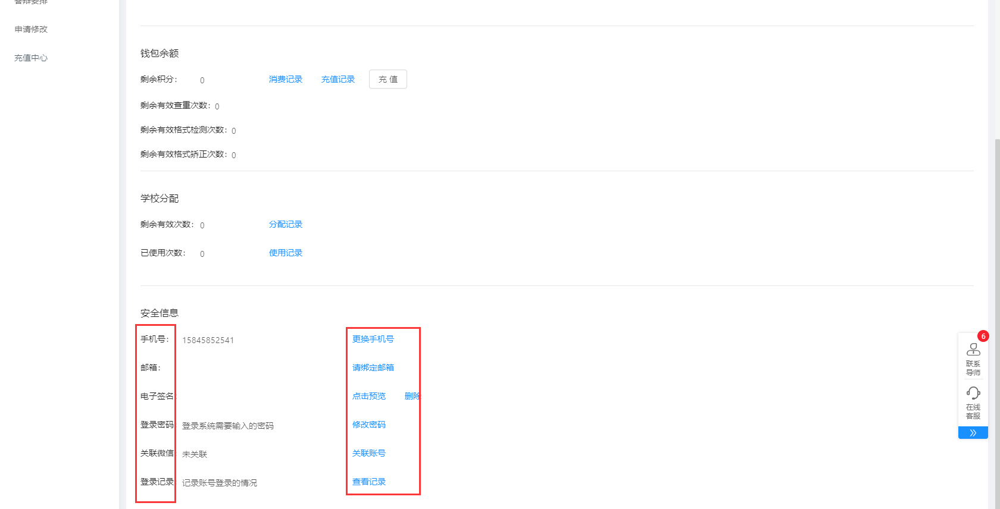 答辩安排
申请修改
充值中心
钱包余额
剩余积分： 0 消费记录 充值记录 充 值
剩余有效查重次数：0
剩余有效格式检测次数：0
剩余有效格式矫正次数：0
学校分配
剩余有效次数： 0 分配记录
已使用次数： 0 使用记录
安全信息
手机号： 15845852541 更换手机号
邮箱： 请绑定邮箱
电子签名： 点击预览 删除
登录密码： 登录系统需要输入的密码 修改密码
关联微信： 未关联 关联账号
登录记录： 记录账号登录的情况 查看记录
6
联系
导师
在线
客服